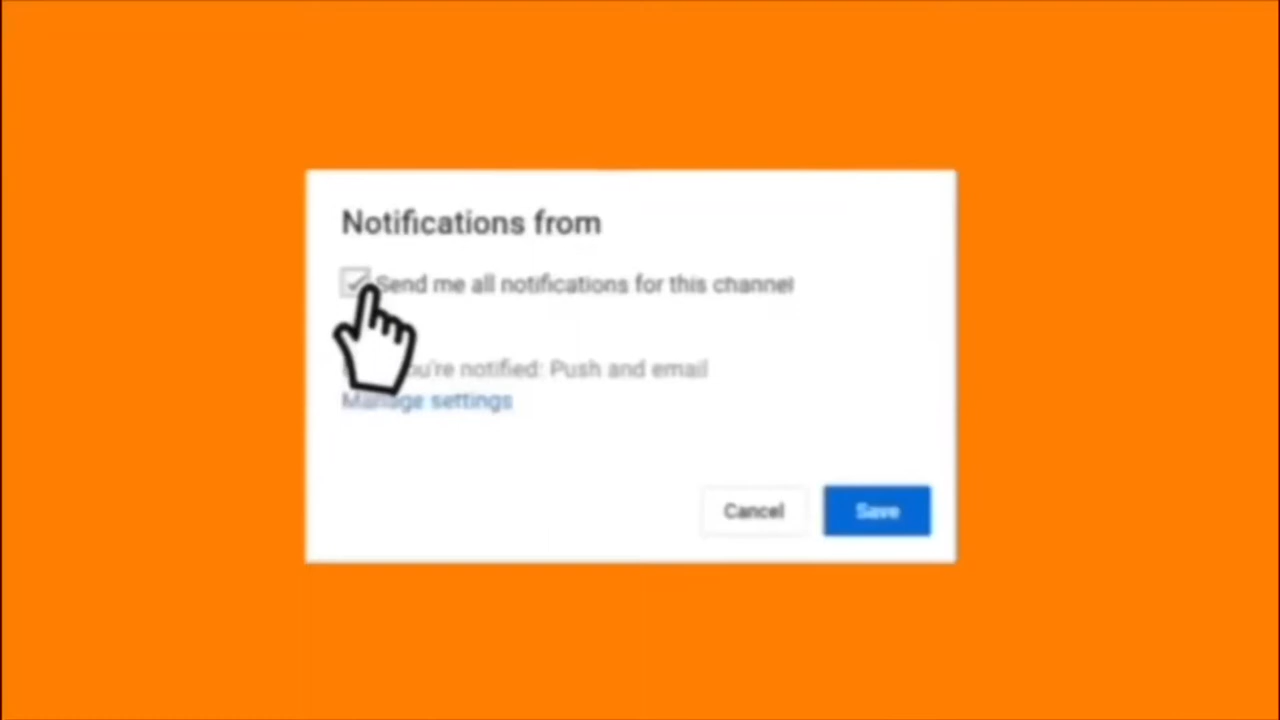 Notifications from
Send me all notifications for this channel
you're notified: Push and email
Manage settings
Cancel
Save